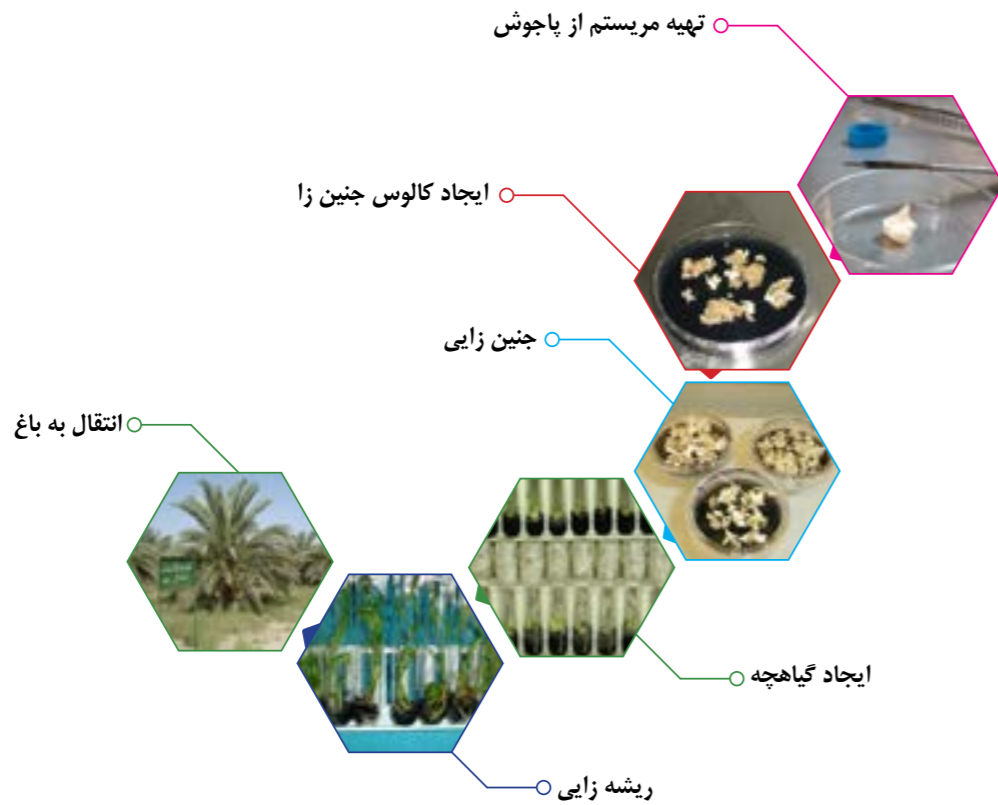 تهیه مریستم از پاجوش
ایجاد کالوس جنین زا
جنین زایی
ایجاد گیاهچه
ریشه زایی
انتقال به باغ